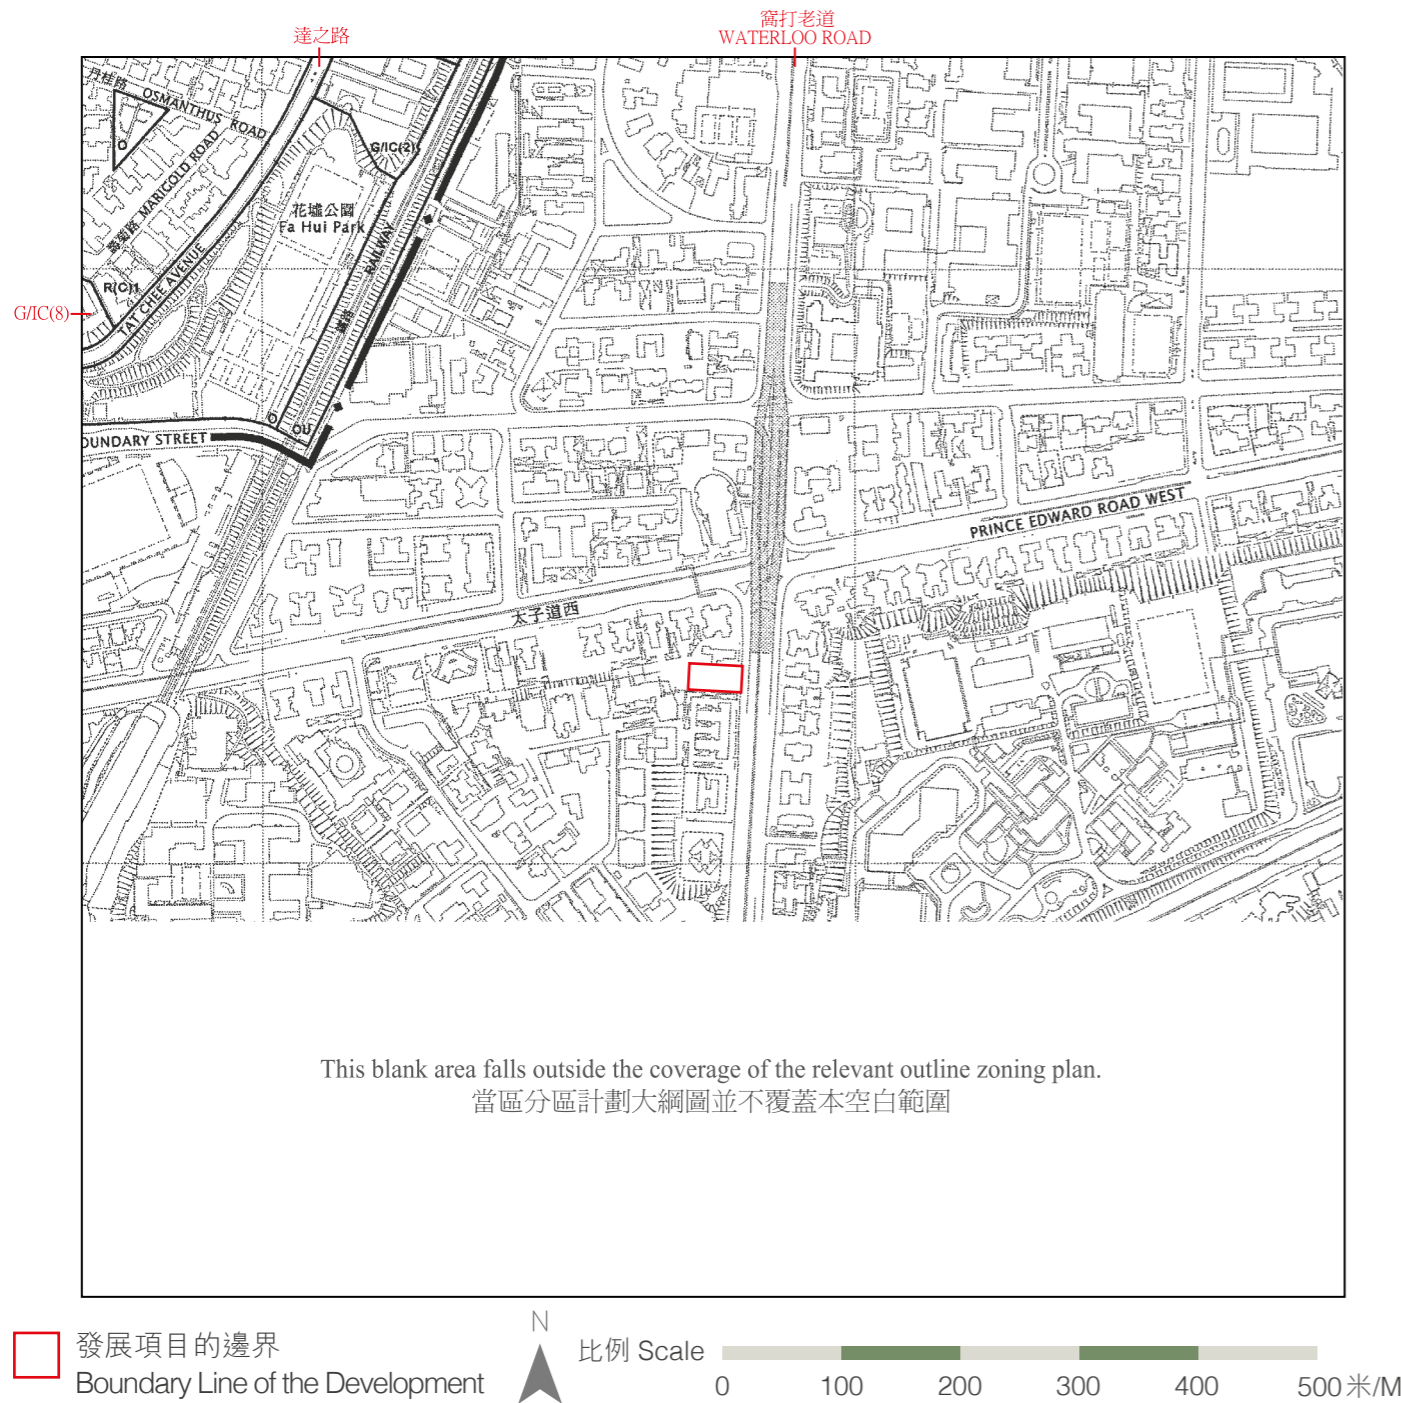 窩打老道
WATERLOO ROAD
達之路
月桂路
OSMANTHUS ROAD
O
MARIGOLD ROAD
G/IC(2)
花墟公園
Fa Hui Park
RAILWAY
鐵路
R(C)1
TAT CHEE AVENUE
G/IC(8)
O
OU
OUNDARY STREET
PRINCE EDWARD ROAD WEST
太子道西
This blank area falls outside the coverage of the relevant outline zoning plan.
當區分區計劃大綱圖並不覆蓋本空白範圍
發展項目的邊界
Boundary Line of the Development
N
比例 Scale
0 100 200 300 400 500米/M